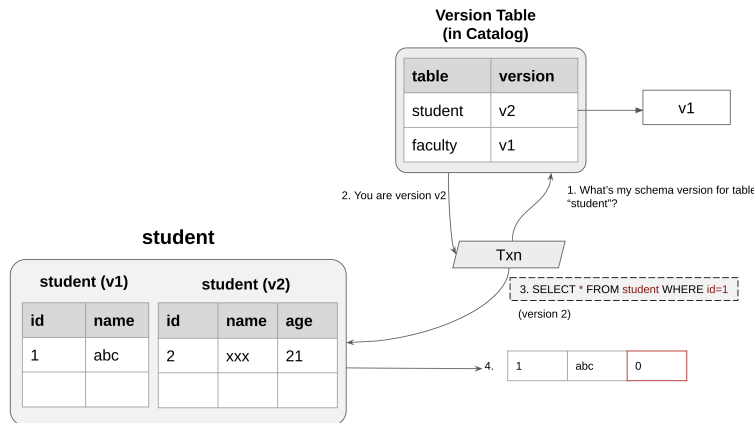 Version Table
(in Catalog)
table version
student v2
faculty v1
v1
2. You are version v2
1. What's my schema version for table
"student"?
Txn
3. SELECT * FROM student WHERE id=1
(version 2)
student
student (v1)
id name
1 abc
student (v2)
id name age
2 xxx 21
4.
1 abc 0